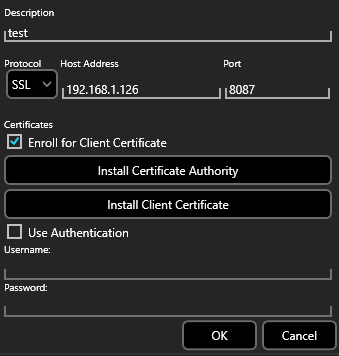 Description
test
Protocol Host Address Port
SSL 192.168.1.126 8087
Certificates
Enroll for Client Certificate
Install Certificate Authority
Install Client Certificate
Use Authentication
Username:
Password:
OK Cancel